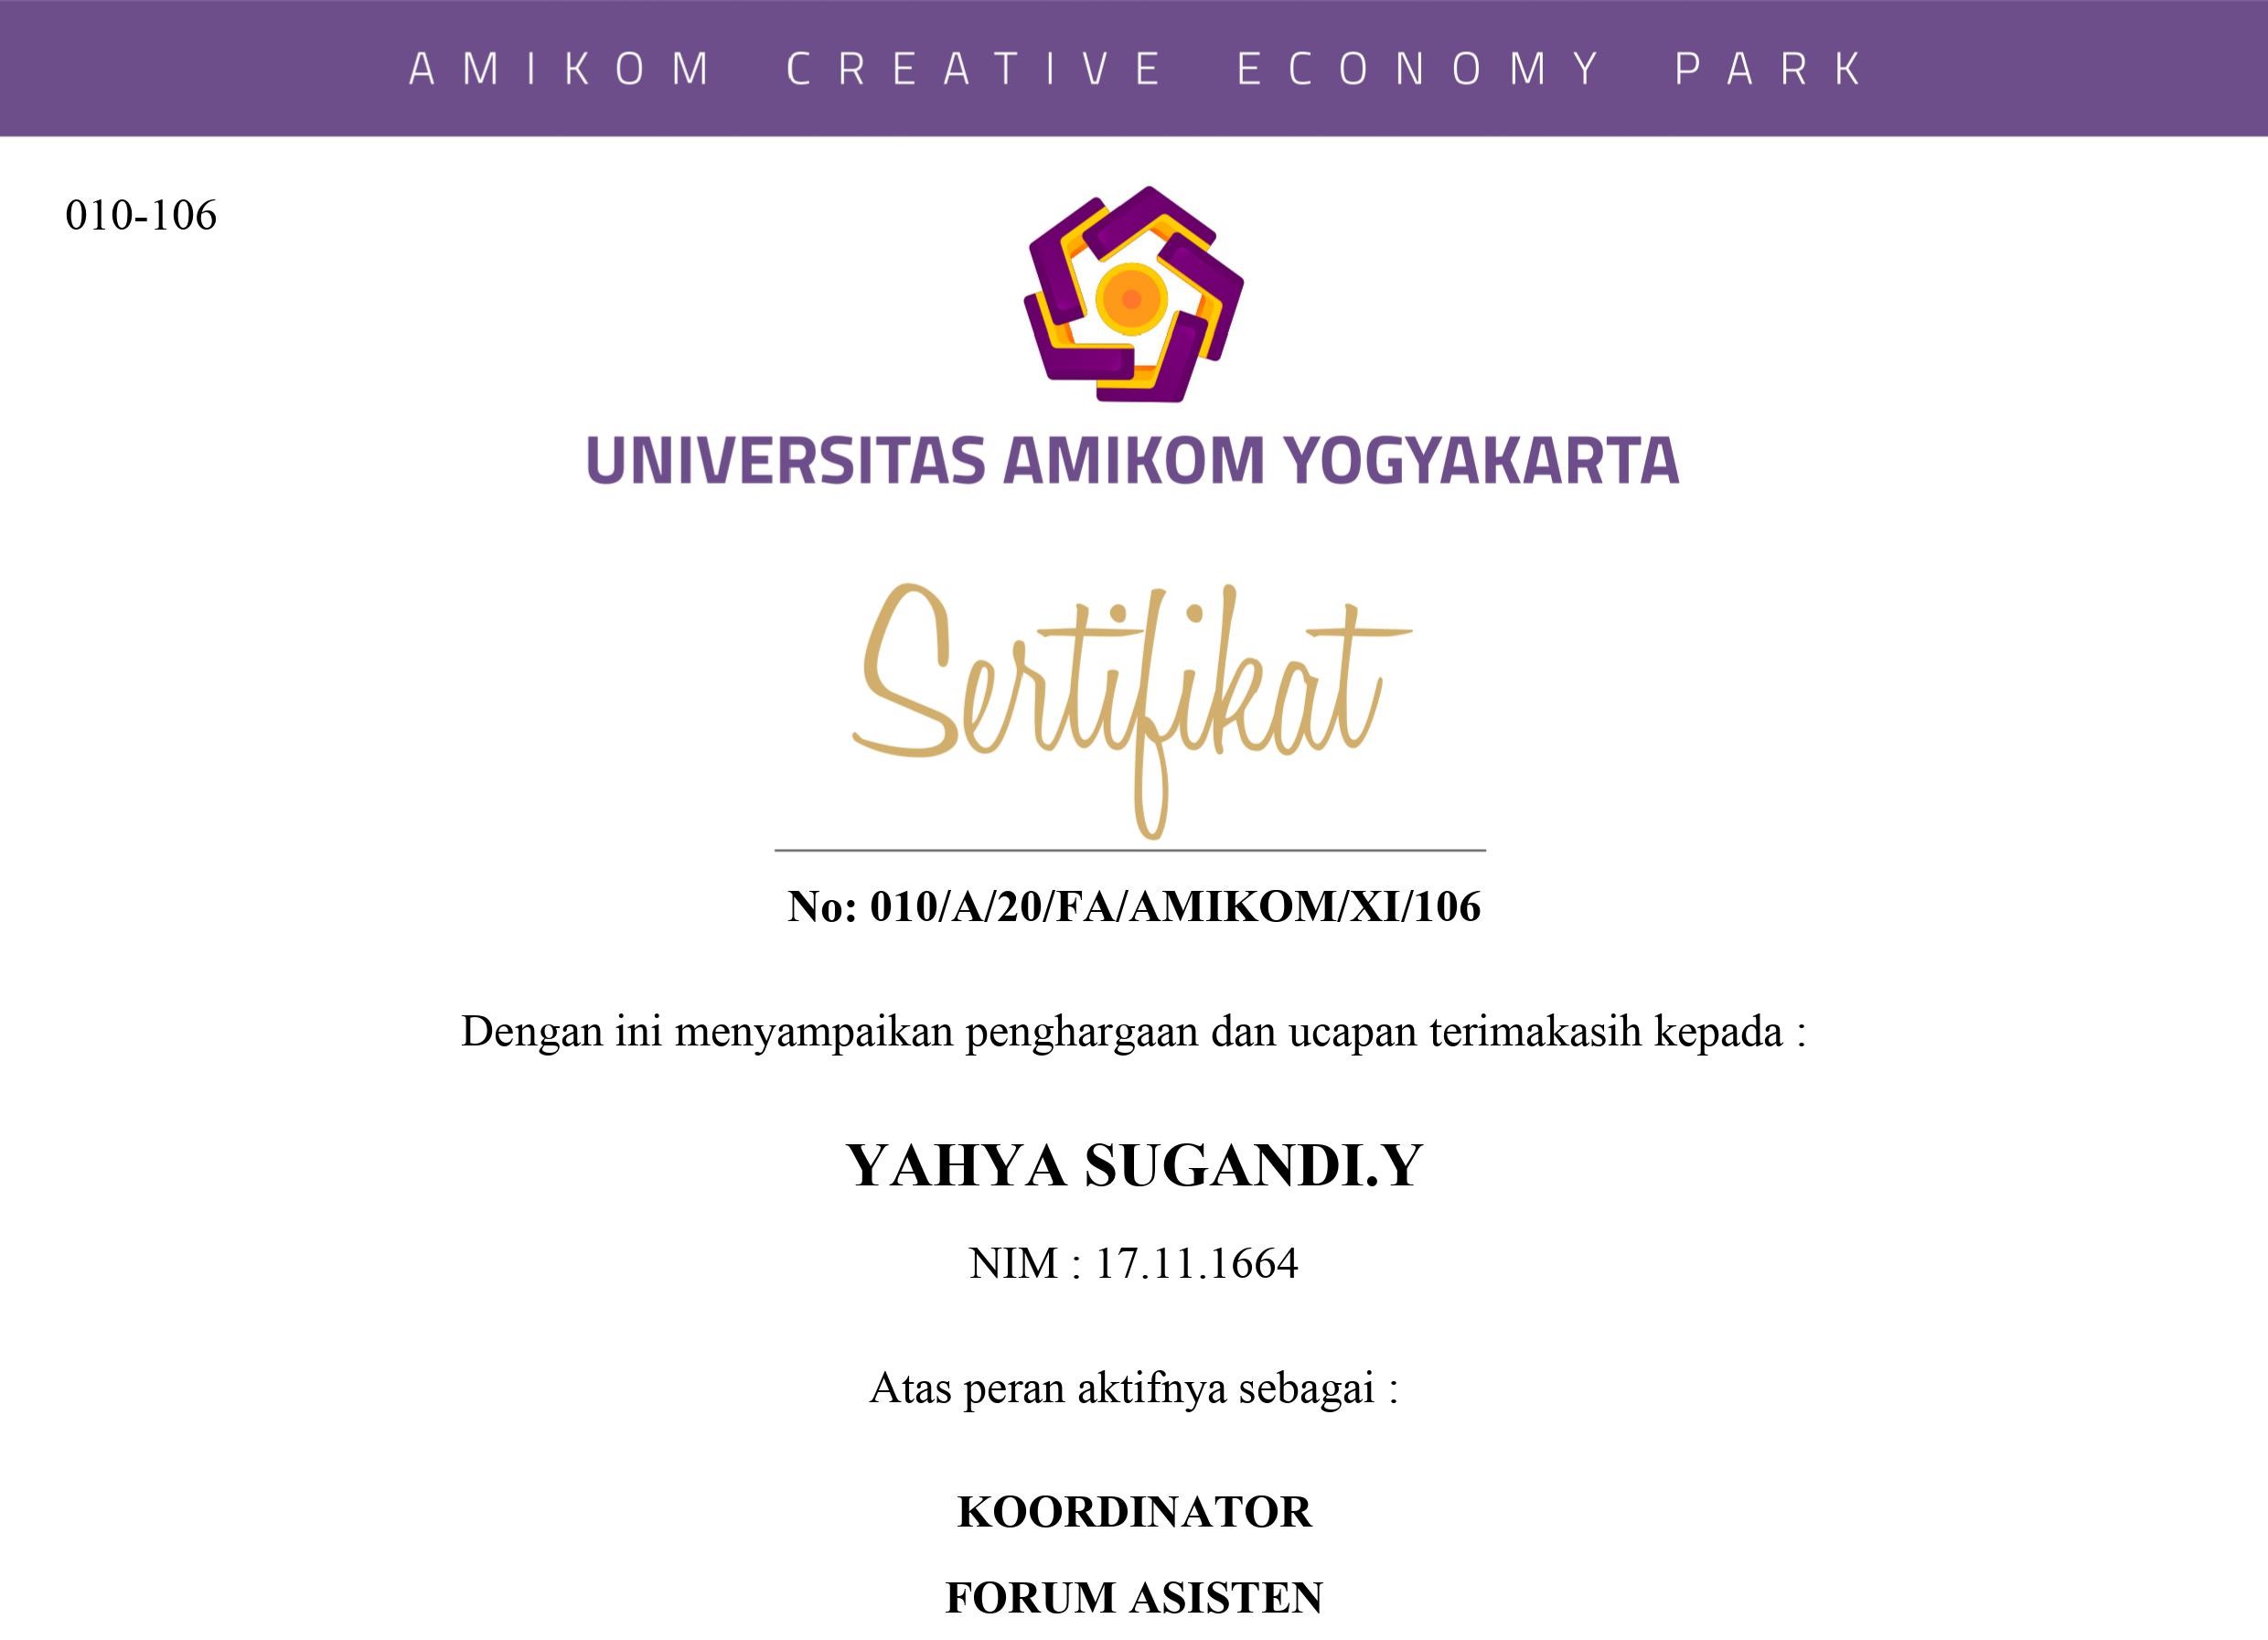 AMIKOM CREATIVE ECONOMY PARK
010-106
UNIVERSITAS AMIKOM YOGYAKARTA
Sertifikat
No: 010/A/20/FA/AMIKOM/XI/106
Dengan ini menyampaikan penghargaan dan ucapan terimakasih kepada :
YAHYA SUGANDI.Y
NIM : 17.11.1664
Atas peran aktifnya sebagai :
KOORDINATOR
FORUM ASISTEN